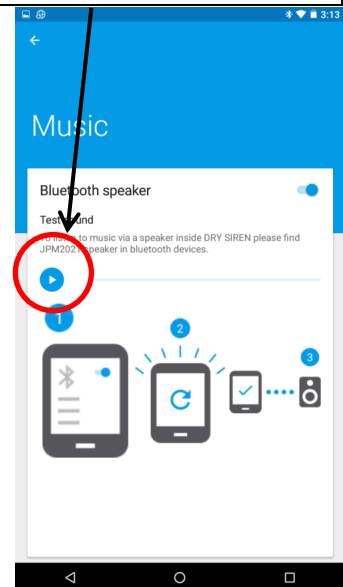 3:13
Music
Bluetooth speaker
Test sound
To listen to music via a speaker inside DRY SIREN please find
JPM2021 speaker in bluetooth devices.
1
2
3